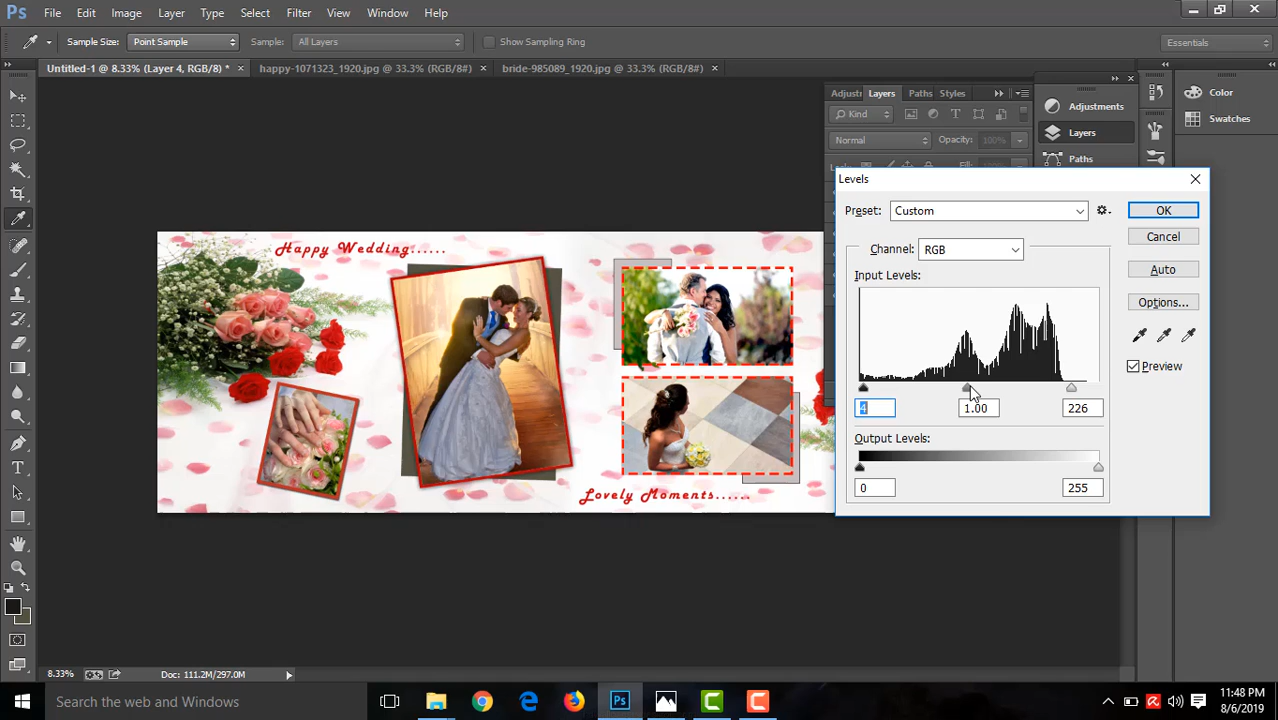 Ps File Edit Image Layer Type Select Filter View Window Help
Sample Size: Point Sample Sample: All Layers Show Sampling Ring Essentials
Untitled-1 @ 8.33% (Layer 4, RGB/8) * × happy-1071323_1920.jpg @ 33.3% (RGB/8#) × bride-985089_1920.jpg @ 33.3% (RGB/8#) ×
Layers Paths Styles
Kind
Normal Opacity: 100%
Fill:
Adjustments
Layers
Paths
Color
Swatches
Happy Wedding......
Lovely Moments......
Levels
Preset: Custom
OK
Channel: RGB
Cancel
Input Levels:
Auto
Options...
Preview
4 1.00 226
Output Levels:
0 255
8.33% Doc: 111.2M/297.0M
Search the web and Windows
11:48 PM
8/6/2019